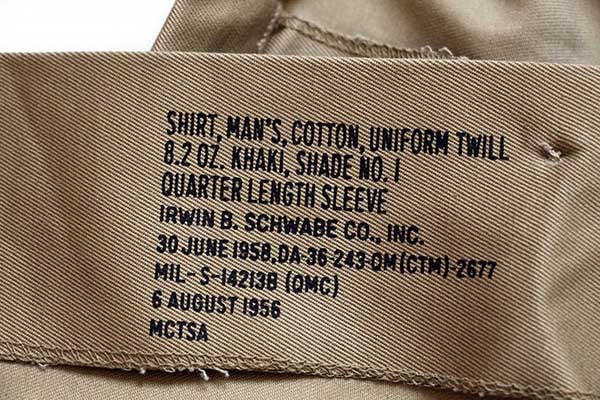 SHIRT, MAN'S, COTTON, UNIFORM TWILL
8.2 OZ. KHAKI, SHADE NO. 1
QUARTER LENGTH SLEEVE
IRWIN B. SCHWABE CO., INC.
30 JUNE 1958, DA-36-243-QM(CTM)-2677
MIL-S-14213B (QMC)
6 AUGUST 1956
MCTSA